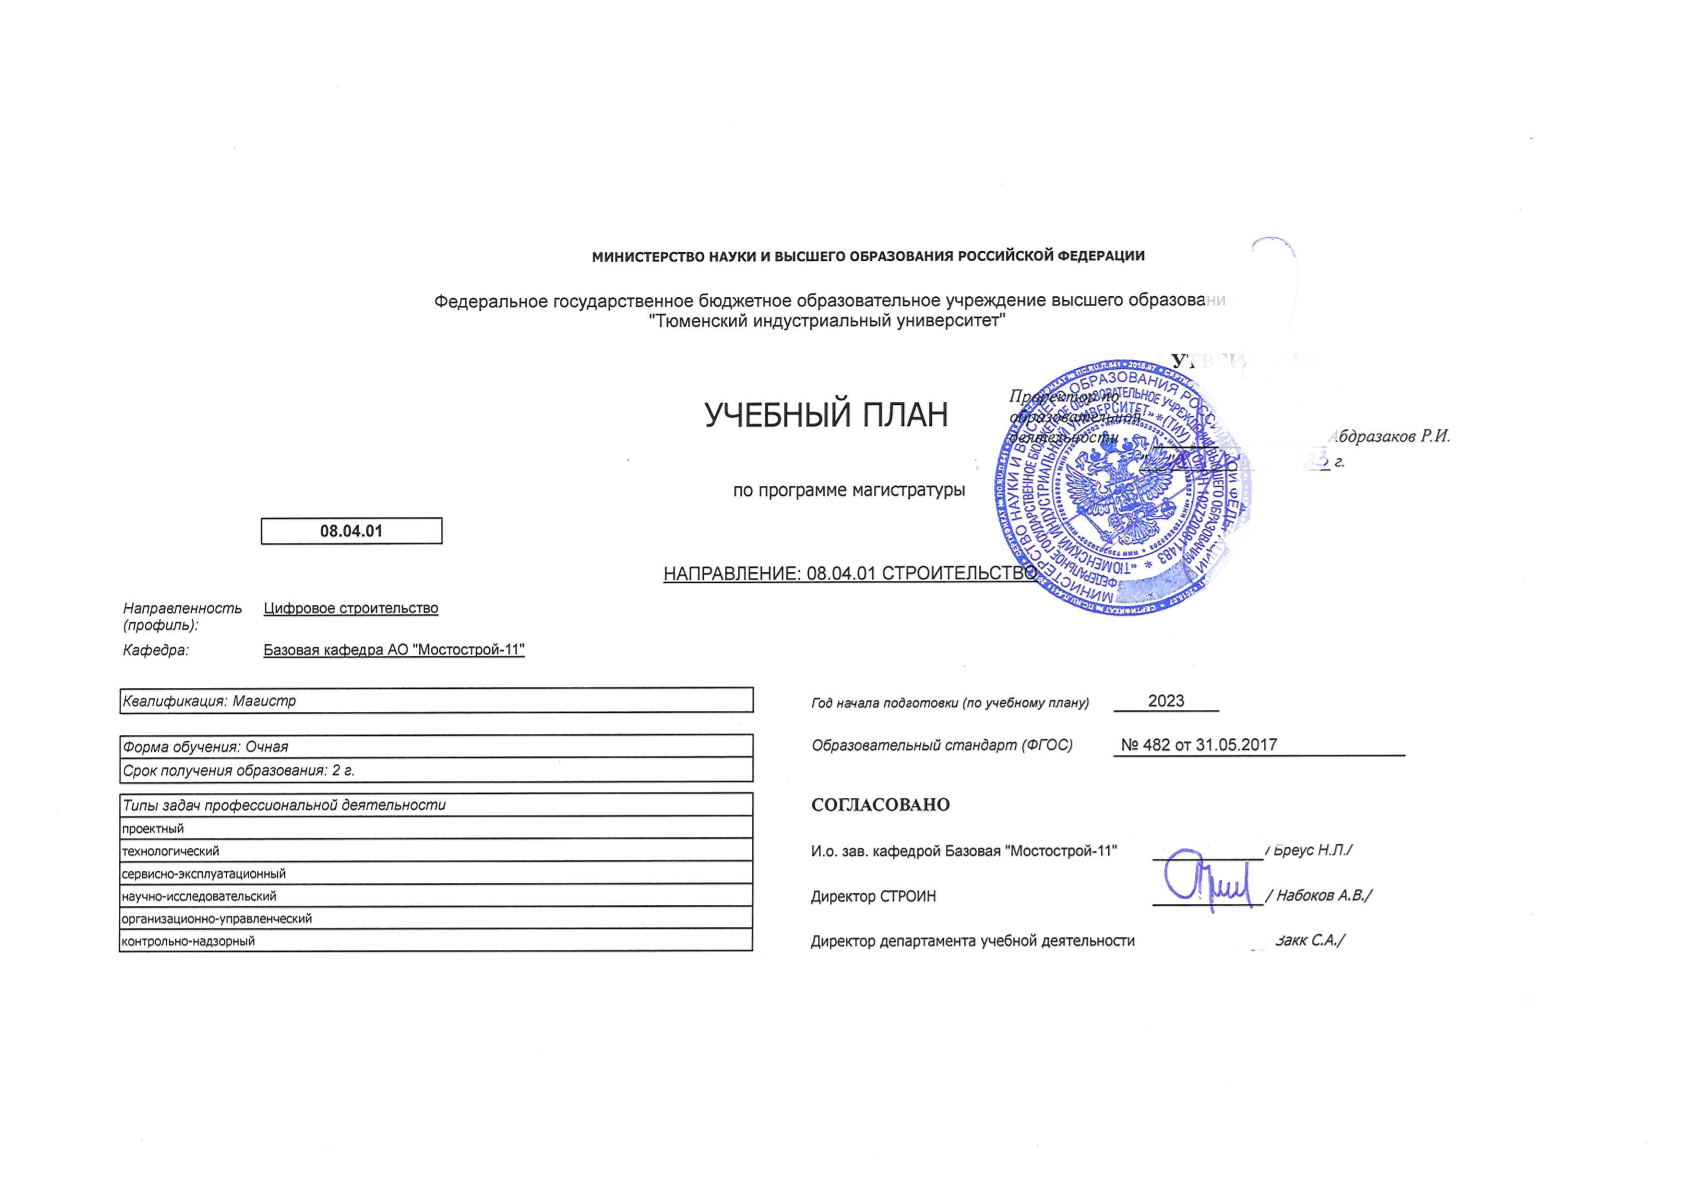 МИНИСТЕРСТВО НАУКИ И ВЫСШЕГО ОБРАЗОВАНИЯ РОССИЙСКОЙ ФЕДЕРАЦИИ
Федеральное государственное бюджетное образовательное учреждение высшего образовани
"Тюменский индустриальный университет"
УЧЕБНЫЙ ПЛАН
Проректор по
образовательной
деятельности
Абдразаков Р.И.
г.
по программе магистратуры
08.04.01
НАПРАВЛЕНИЕ: 08.04.01 СТРОИТЕЛЬСТВО
Направленность
(профиль):
Цифровое строительство
Кафедра:
Базовая кафедра АО "Мостострой-11"
Квалификация: Магистр
Год начала подготовки (по учебному плану) 2023
Форма обучения: Очная
Образовательный стандарт (ФГОС) № 482 от 31.05.2017
Срок получения образования: 2 г.
Типы задач профессиональной деятельности
СОГЛАСОВАНО
проектный
технологический
И.о. зав. кафедрой Базовая "Мостострой-11" / Бреус Н.Л./
сервисно-эксплуатационный
научно-исследовательский
Директор СТРОИН / Набоков А.В./
организационно-управленческий
контрольно-надзорный
Директор департамента учебной деятельности Закк С.А./